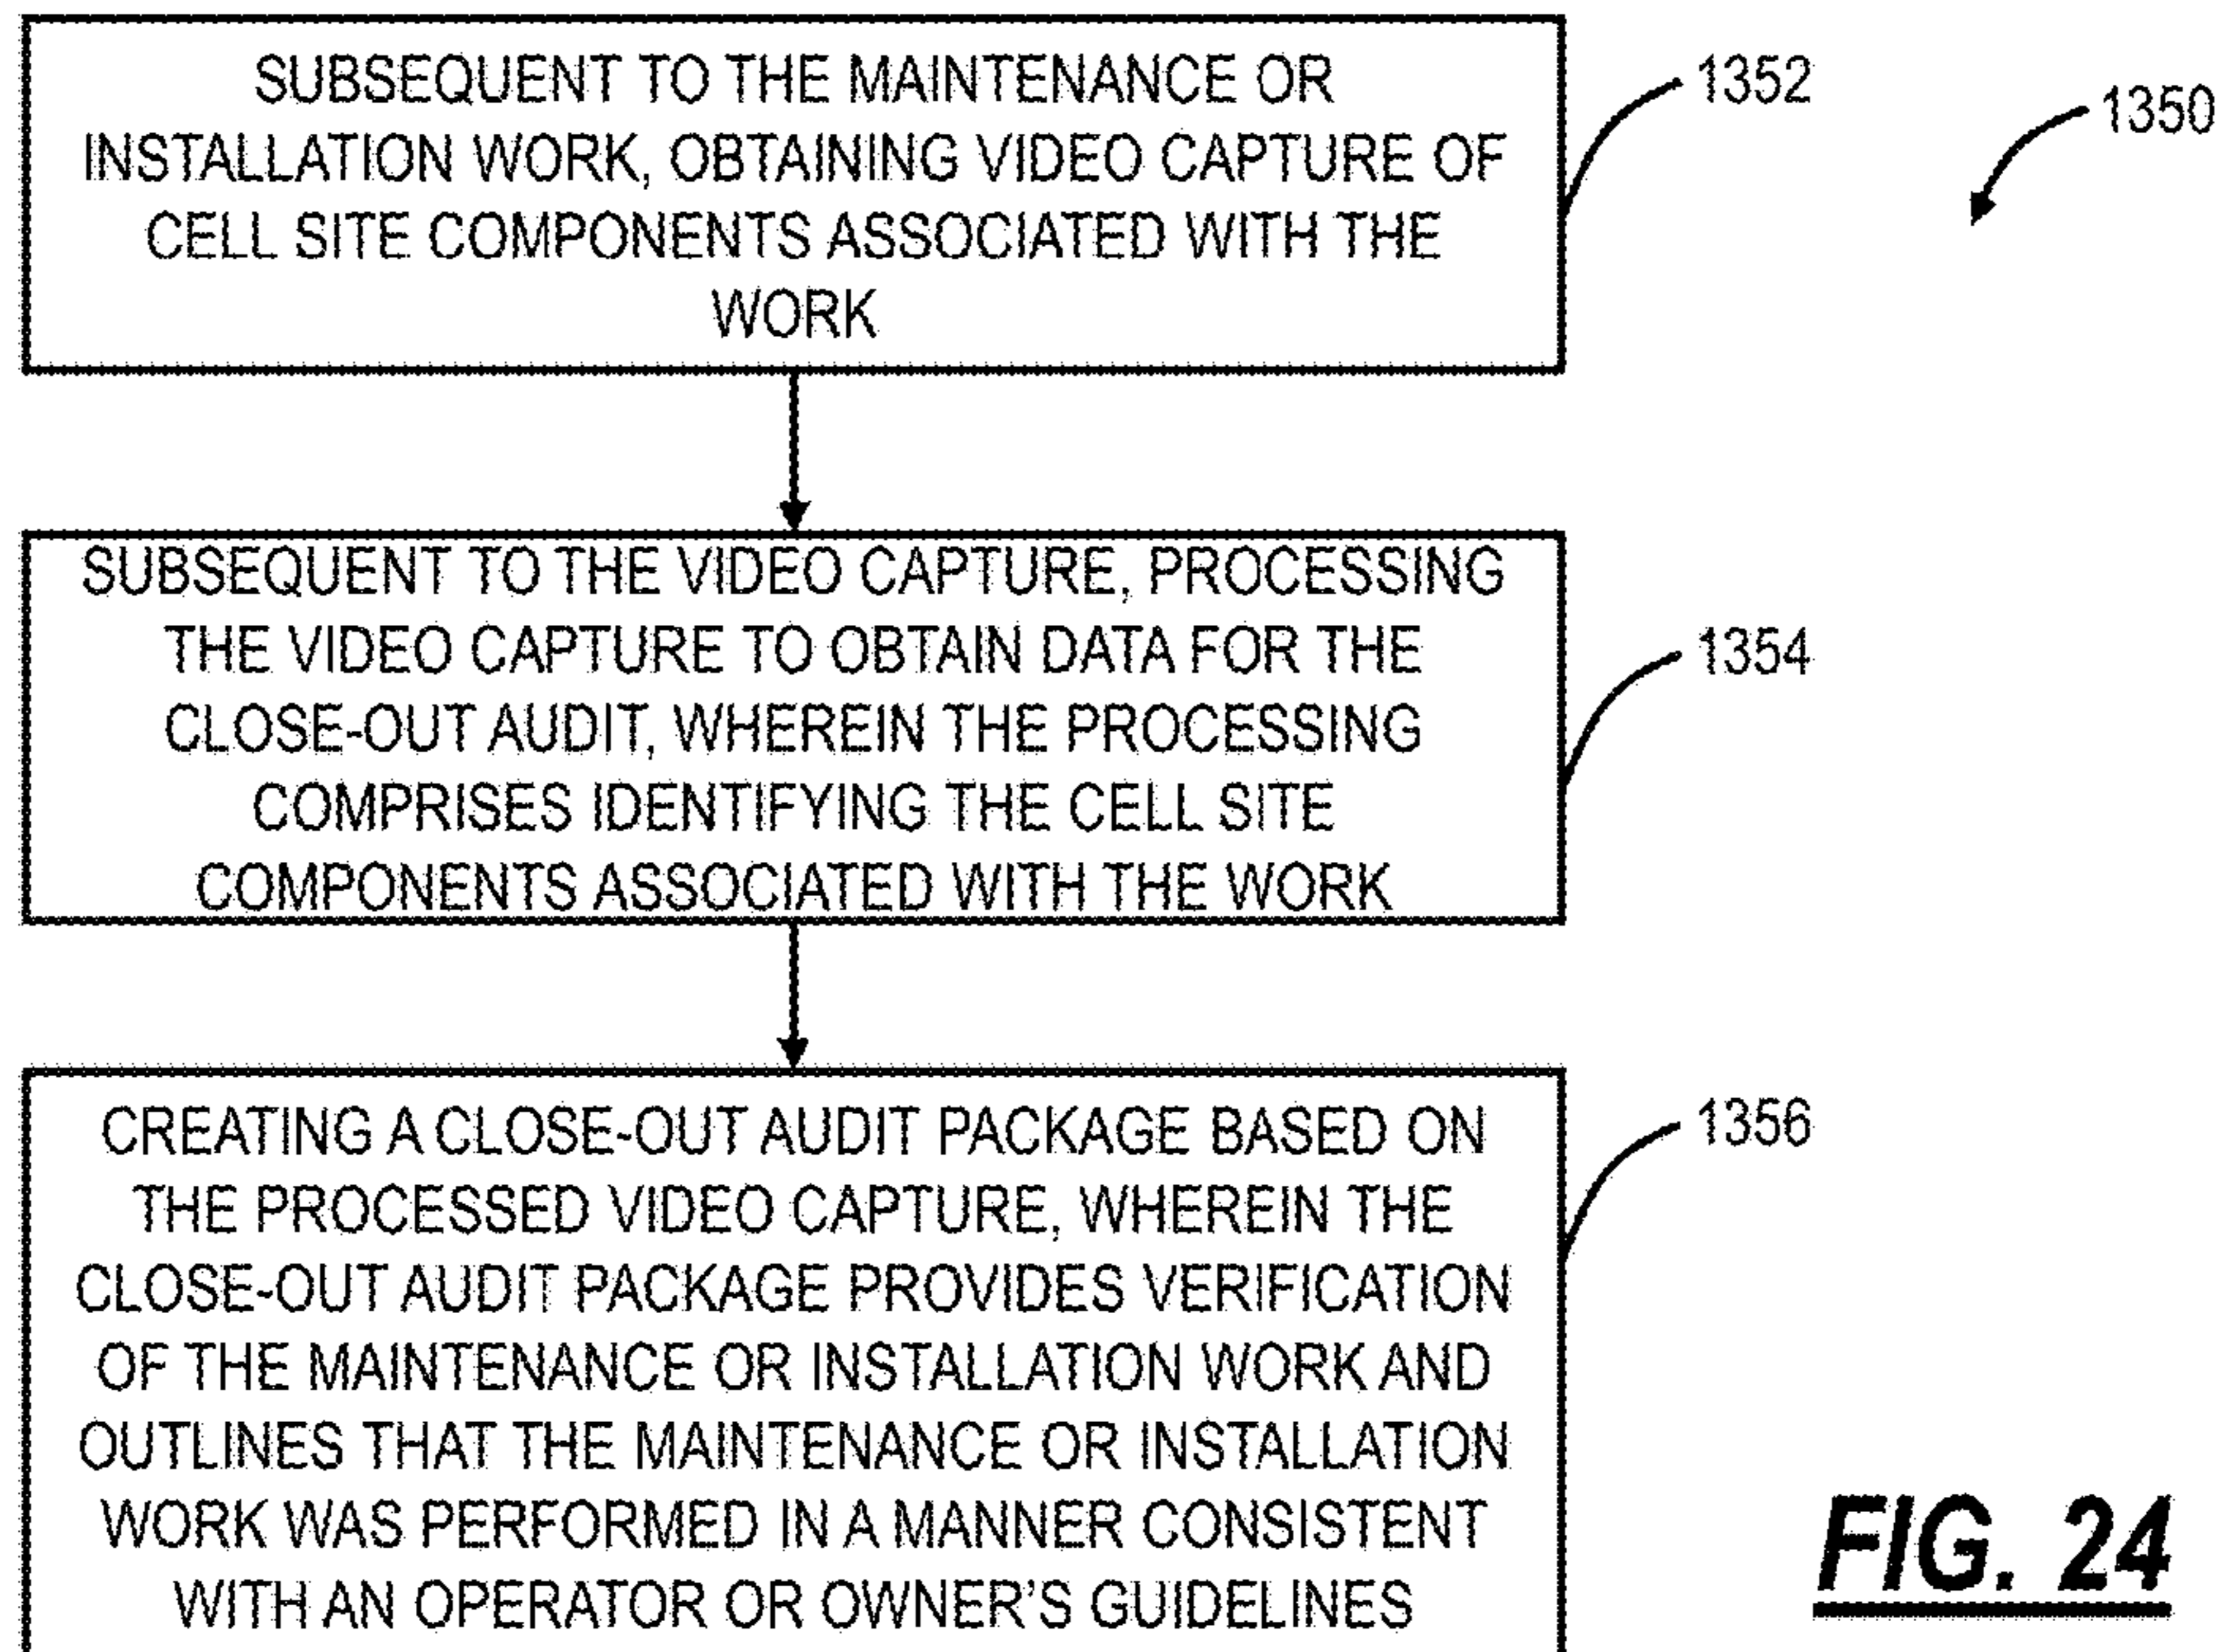 SUBSEQUENT TO THE MAINTENANCE OR
INSTALLATION WORK, OBTAINING VIDEO CAPTURE OF
CELL SITE COMPONENTS ASSOCIATED WITH THE
WORK
1352
1350
SUBSEQUENT TO THE VIDEO CAPTURE, PROCESSING
THE VIDEO CAPTURE TO OBTAIN DATA FOR THE
CLOSE-OUT AUDIT, WHEREIN THE PROCESSING
COMPRISES IDENTIFYING THE CELL SITE
COMPONENTS ASSOCIATED WITH THE WORK
1354
CREATING A CLOSE-OUT AUDIT PACKAGE BASED ON
THE PROCESSED VIDEO CAPTURE, WHEREIN THE
CLOSE-OUT AUDIT PACKAGE PROVIDES VERIFICATION
OF THE MAINTENANCE OR INSTALLATION WORK AND
OUTLINES THAT THE MAINTENANCE OR INSTALLATION
WORK WAS PERFORMED IN A MANNER CONSISTENT
WITH AN OPERATOR OR OWNER'S GUIDELINES
1356
FIG. 24